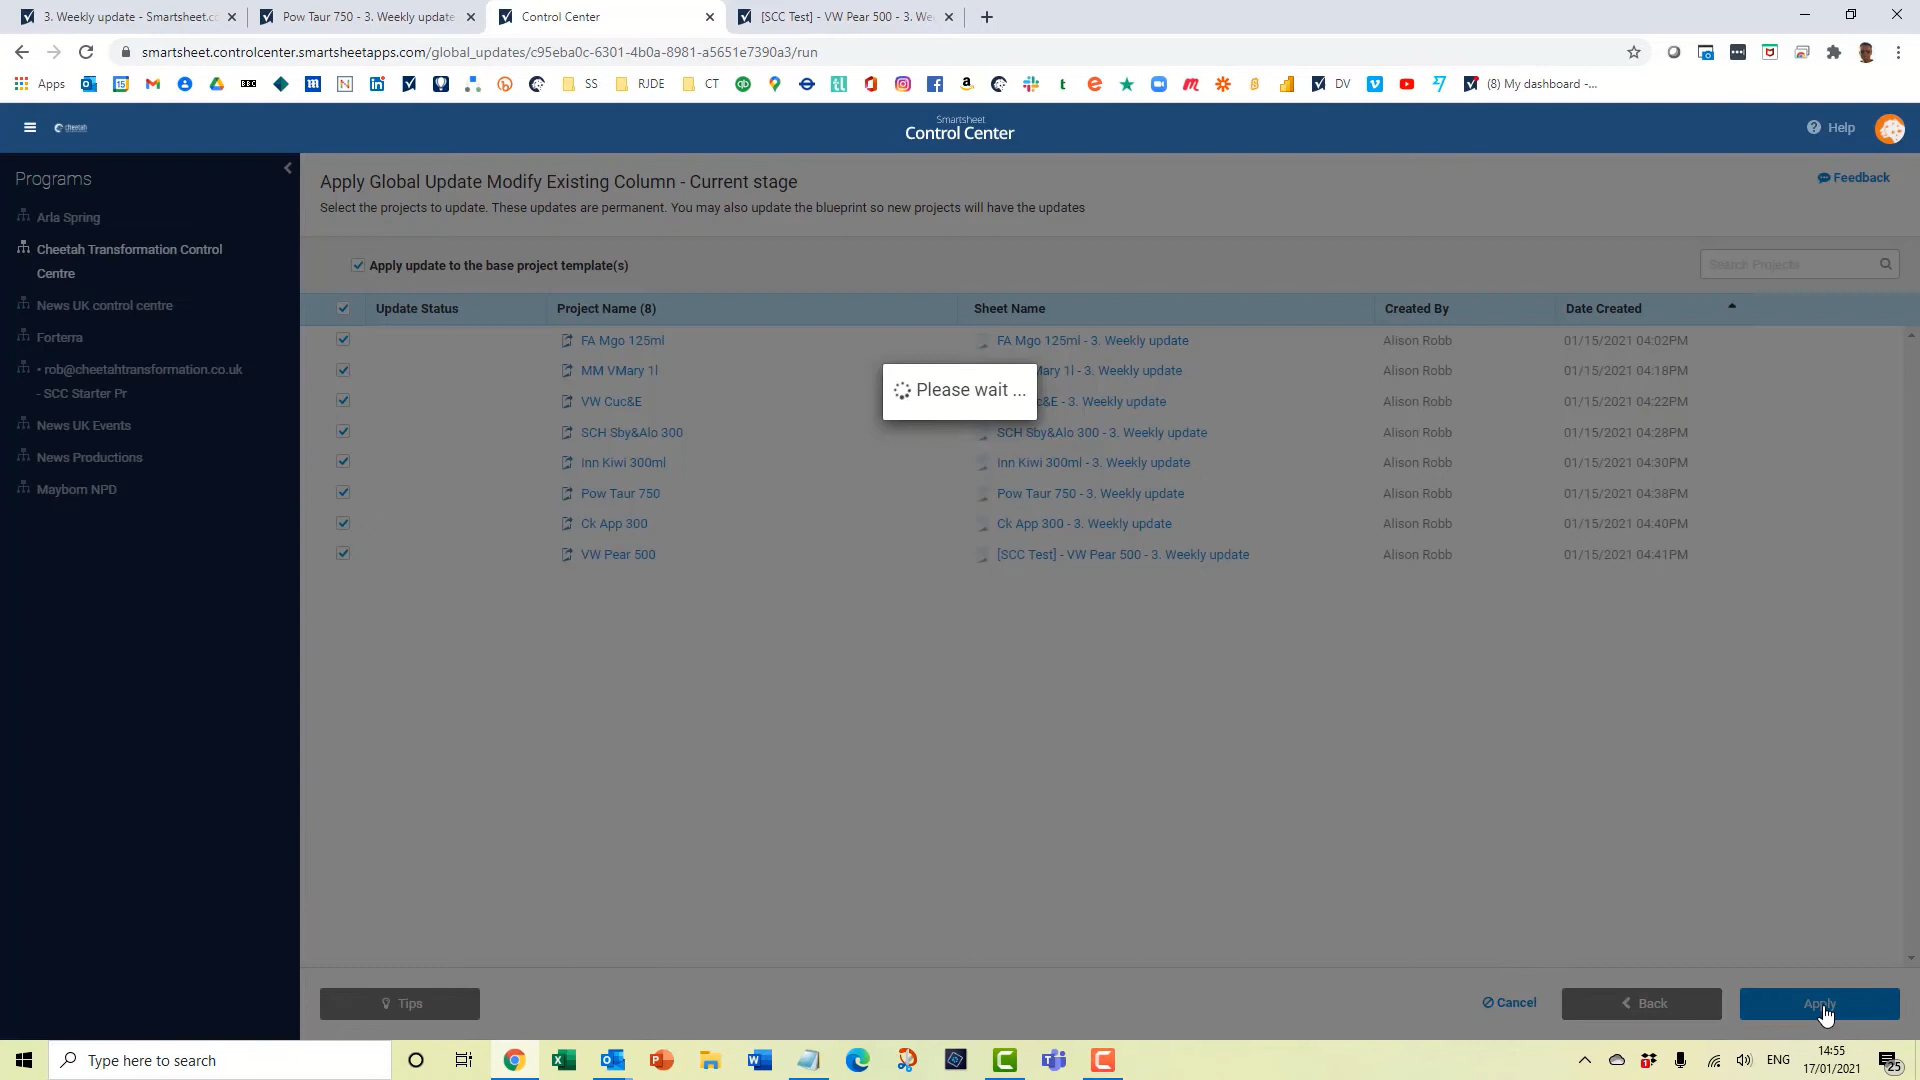 3. Weekly update - Smartsheet.c
Pow Taur 750 - 3. Weekly update
Control Center
[SCC Test] - VW Pear 500 - 3. We
smartsheet.controlcenter.smartsheetapps.com/global_updates/c95eba0c-6301-4b0a-8981-a5651e7390a3/run
Apps
BBC
SS
RJDE
CT
DV
(8) My dashboard -...
cheetah
Smartsheet
Control Center
Help
Programs
Arla Spring
Cheetah Transformation Control
Centre
News UK control centre
Forterra
• rob@cheetahtransformation.co.uk
- SCC Starter Pr
News UK Events
News Productions
Mayborn NPD
Apply Global Update Modify Existing Column - Current stage
Feedback
Select the projects to update. These updates are permanent. You may also update the blueprint so new projects will have the updates
Apply update to the base project template(s)
Search Projects
Update Status Project Name (8) Sheet Name Created By Date Created
FA Mgo 125ml FA Mgo 125ml - 3. Weekly update Alison Robb 01/15/2021 04:02PM
MM VMary 1l ary 1l - 3. Weekly update Alison Robb 01/15/2021 04:18PM
VW Cuc&E c&E - 3. Weekly update Alison Robb 01/15/2021 04:22PM
SCH Sby&Alo 300 SCH Sby&Alo 300 - 3. Weekly update Alison Robb 01/15/2021 04:28PM
Inn Kiwi 300ml Inn Kiwi 300ml - 3. Weekly update Alison Robb 01/15/2021 04:30PM
Pow Taur 750 Pow Taur 750 - 3. Weekly update Alison Robb 01/15/2021 04:38PM
Ck App 300 Ck App 300 - 3. Weekly update Alison Robb 01/15/2021 04:40PM
VW Pear 500 [SCC Test] - VW Pear 500 - 3. Weekly update Alison Robb 01/15/2021 04:41PM
Please wait ...
Tips
Cancel
Back
Apply
Type here to search
ENG
14:55
17/01/2021
25